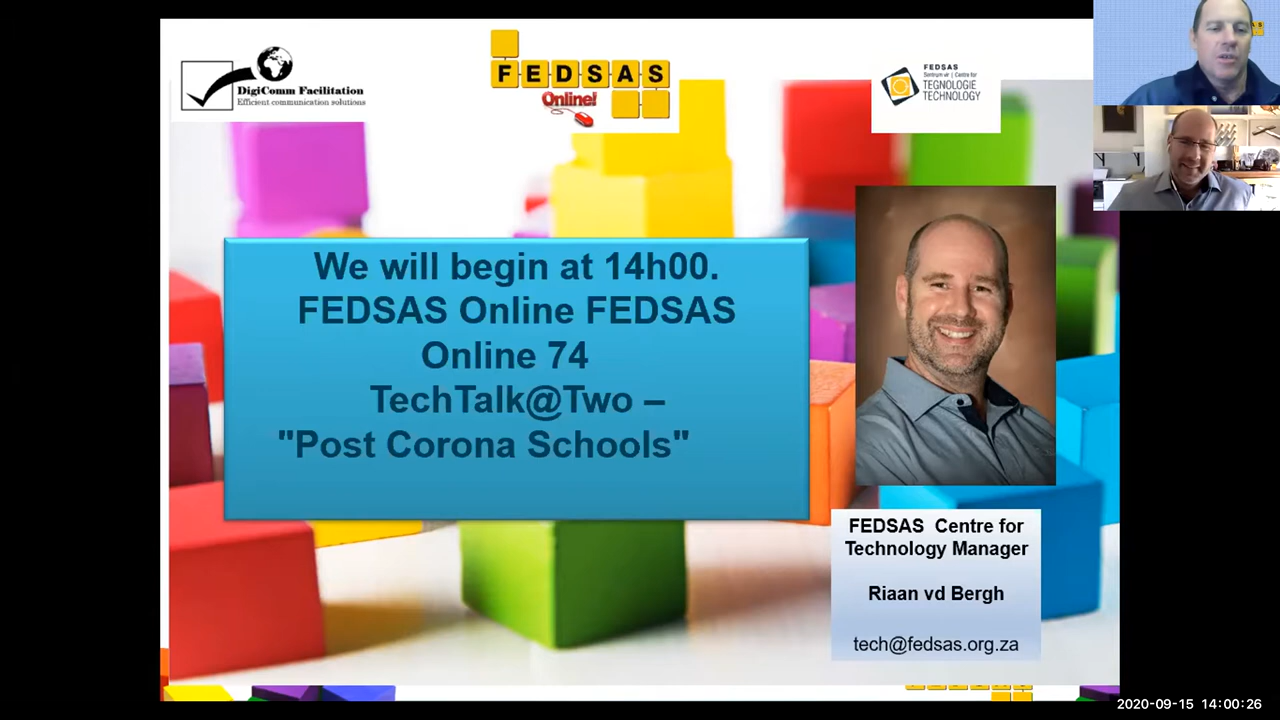 DigiComm Facilitation
Efficient communication solutions
FEDSAS
Online!
FEDSAS
Sentrum vir | Centre for
TEGNOLOGIE
TECHNOLOGY
We will begin at 14h00.
FEDSAS Online FEDSAS
Online 74
TechTalk@Two –
"Post Corona Schools"
FEDSAS Centre for
Technology Manager
Riaan vd Bergh
tech@fedsas.org.za
2020-09-15 14:00:26